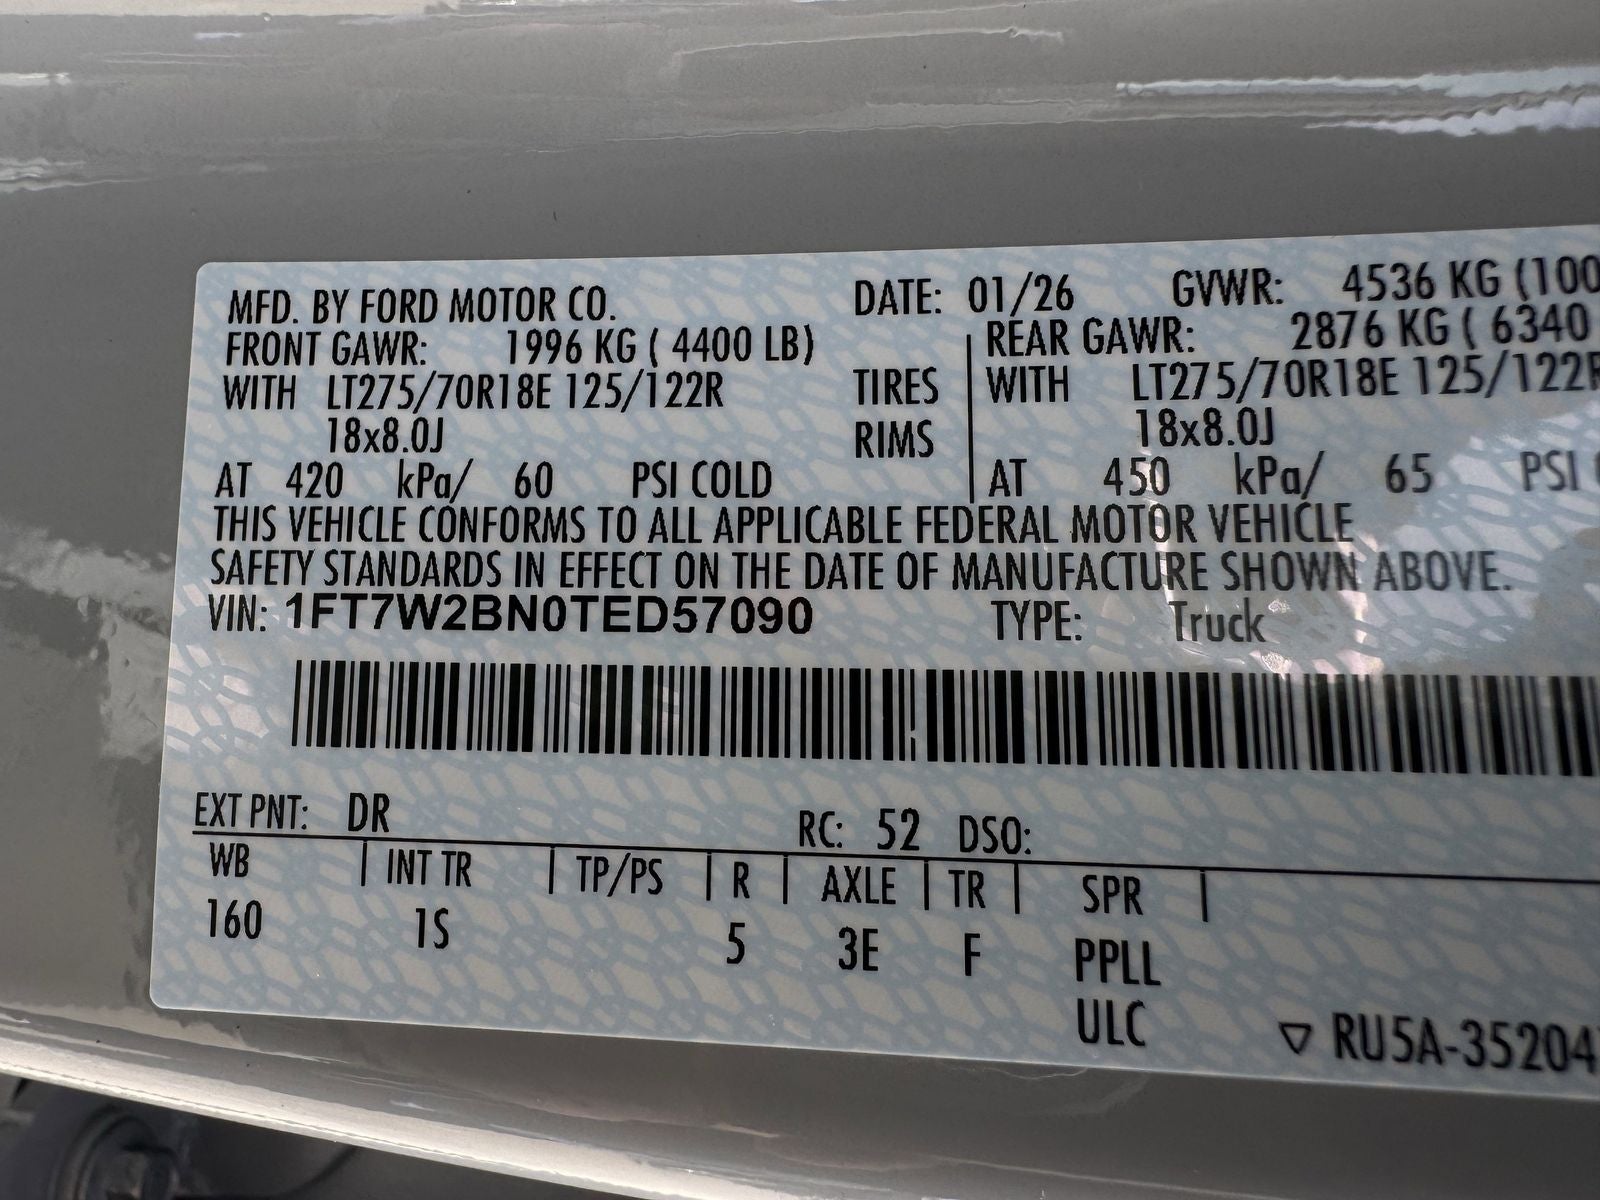 MFD. BY FORD MOTOR CO. DATE: 01/26 GVWR: 4536 KG (100
FRONT GAWR: 1996 KG ( 4400 LB) REAR GAWR: 2876 KG ( 6340
WITH LT275/70R18E 125/122R TIRES WITH LT275/70R18E 125/122R
18x8.0J RIMS 18x8.0J
AT 420 kPa/ 60 PSI COLD AT 450 kPa/ 65 PSI
THIS VEHICLE CONFORMS TO ALL APPLICABLE FEDERAL MOTOR VEHICLE
SAFETY STANDARDS IN EFFECT ON THE DATE OF MANUFACTURE SHOWN ABOVE.
VIN: 1FT7W2BN0TED57090 TYPE: Truck
EXT PNT: DR RC: 52 DSO:
WB INT TR TP/PS R AXLE TR SPR
160 1S 5 3E F PPLL
ULC ▽ RU5A-35204